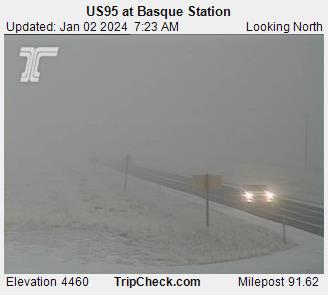 US95 at Basque Station
Updated: Jan 02 2024 7:23 AM Looking North
Elevation 4460 TripCheck.com Milepost 91.62